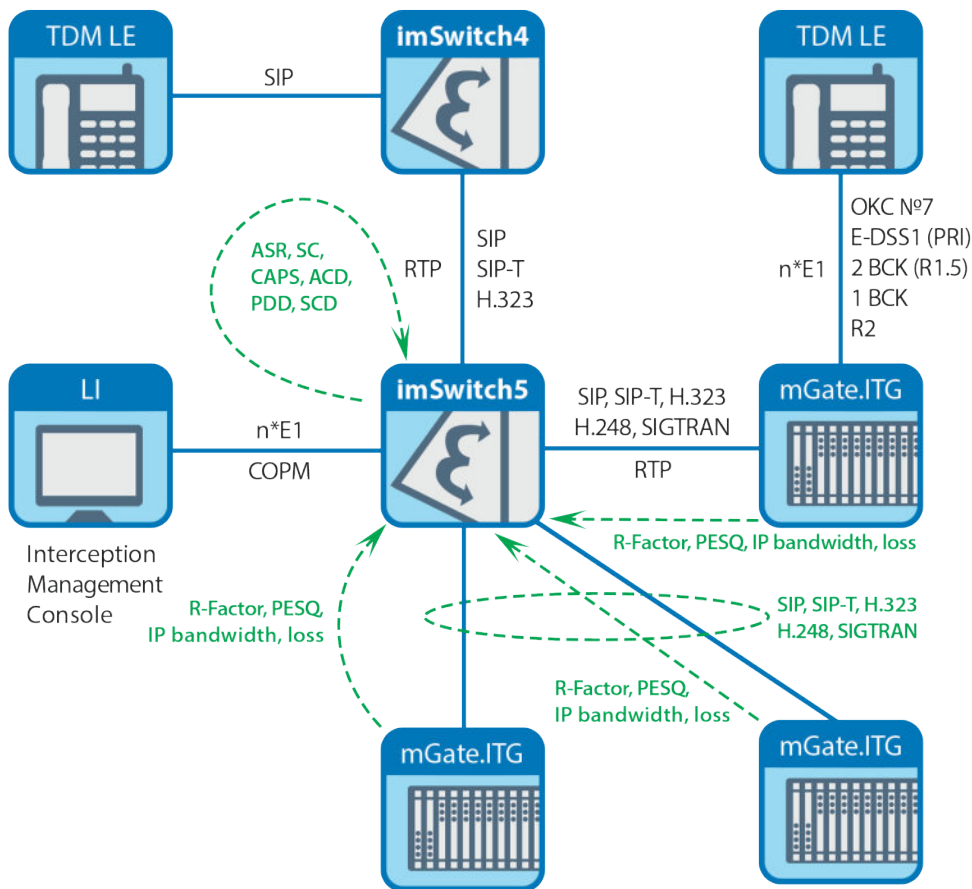 TDM LE
imSwitch4
TDM LE
SIP
ASR, SC,
CAPS, ACD,
PDD, SCD
RTP
SIP
SIP-T
H.323
n*E1
ОКС №7
E-DSS1 (PRI)
2 ВСК (R1.5)
1 ВСК
R2
LI
imSwitch5
mGate.ITG
n*E1
СОРМ
SIP, SIP-T, H.323
H.248, SIGTRAN
RTP
Interception
Management
Console
R-Factor, PESQ, IP bandwidth, loss
R-Factor, PESQ,
IP bandwidth, loss
SIP, SIP-T, H.323
H.248, SIGTRAN
R-Factor, PESQ,
IP bandwidth, loss
mGate.ITG
mGate.ITG